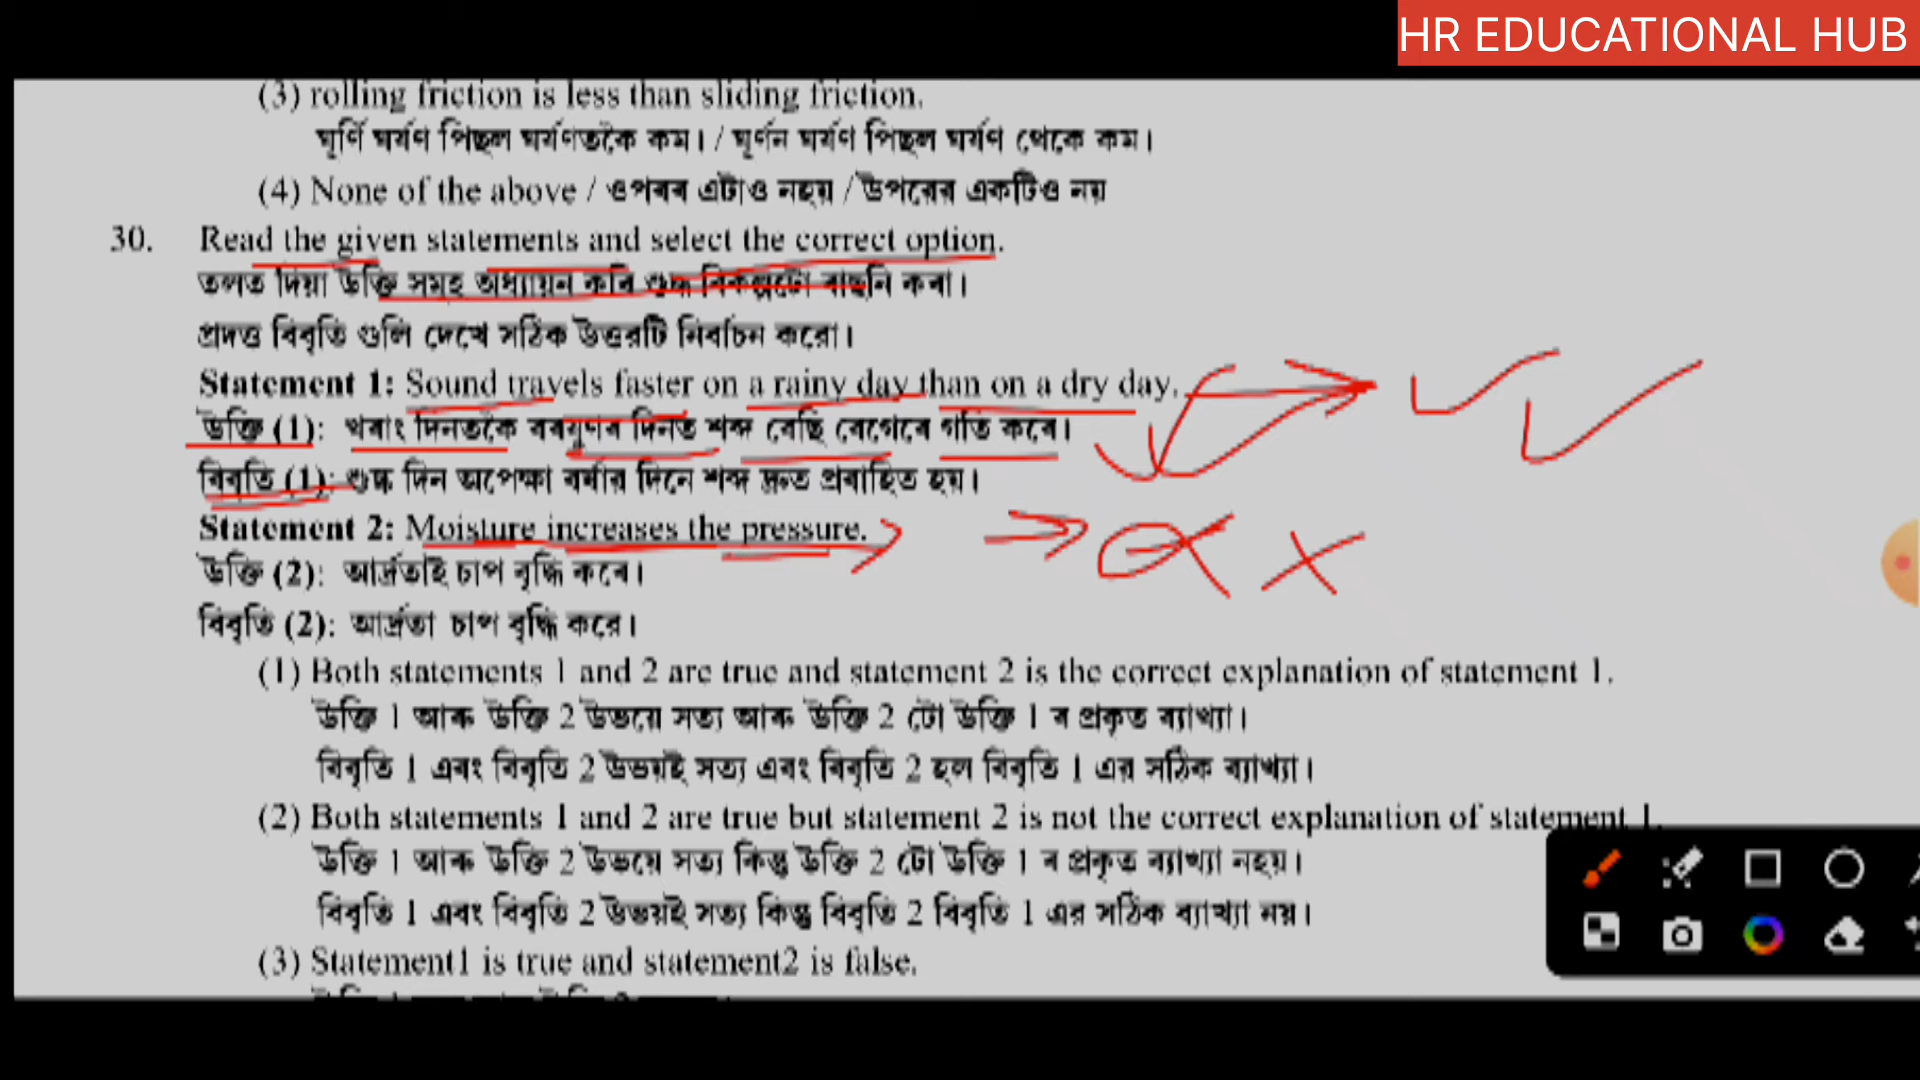 HR EDUCATIONAL HUB
(3) rolling friction is less than sliding friction.
ঘূৰ্ণি ঘৰ্ষণ পিছল ঘৰ্ষণতকৈ কম। / ঘূর্ণন ঘর্ষণ পিছল ঘর্ষণ থেকে কম।
(4) None of the above / ওপৰৰ এটাও নহয় / উপরের একটিও নয়
30. Read the given statements and select the correct option.
তলত দিয়া উক্তি সমূহ অধ্যায়ন কৰি শুদ্ধ বিকল্পটো বাছনি কৰা।
প্রদত্ত বিবৃতি গুলি দেখে সঠিক উত্তরটি নির্বাচন করো।
Statement 1: Sound travels faster on a rainy day than on a dry day.
উক্তি (1): খৰাং দিনতকৈ বৰষুণৰ দিনত শব্দ বেছি বেগেৰে গতি কৰে।
বিবৃতি (1): শুষ্ক দিন অপেক্ষা বর্ষার দিনে শব্দ দ্রুত প্রবাহিত হয়।
Statement 2: Moisture increases the pressure.
উক্তি (2): আৰ্দ্ৰতাই চাপ বৃদ্ধি কৰে।
বিবৃতি (2): আর্দ্রতা চাপ বৃদ্ধি করে।
(1) Both statements 1 and 2 are true and statement 2 is the correct explanation of statement 1.
উক্তি 1 আৰু উক্তি 2 উভয়ে সত্য আৰু উক্তি 2 টো উক্তি 1 ৰ প্ৰকৃত ব্যাখ্যা।
বিবৃতি 1 এবং বিবৃতি 2 উভয়ই সত্য এবং বিবৃতি 2 হল বিবৃতি 1 এর সঠিক ব্যাখ্যা।
(2) Both statements 1 and 2 are true but statement 2 is not the correct explanation of statement 1.
উক্তি 1 আৰু উক্তি 2 উভয়ে সত্য কিন্তু উক্তি 2 টো উক্তি 1 ৰ প্ৰকৃত ব্যাখ্যা নহয়।
বিবৃতি 1 এবং বিবৃতি 2 উভয়ই সত্য কিন্তু বিবৃতি 2 বিবৃতি 1 এর সঠিক ব্যাখ্যা নয়।
(3) Statement1 is true and statement2 is false.